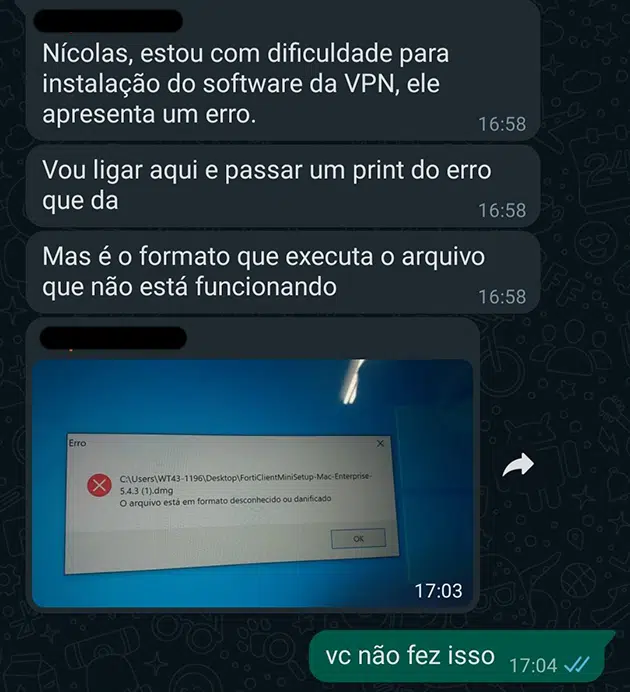 Nícolas, estou com dificuldade para
instalação do software da VPN, ele
apresenta um erro.
16:58
Vou ligar aqui e passar um print do erro
que da
16:58
Mas é o formato que executa o arquivo
que não está funcionando
16:58
Erro
C:\Users\WT43-1196\Desktop\FortiClientMiniSetup-Mac-Enterprise-
5.4.3 (1).dmg
O arquivo está em formato desconhecido ou danificado
OK
17:03
vc não fez isso
17:04